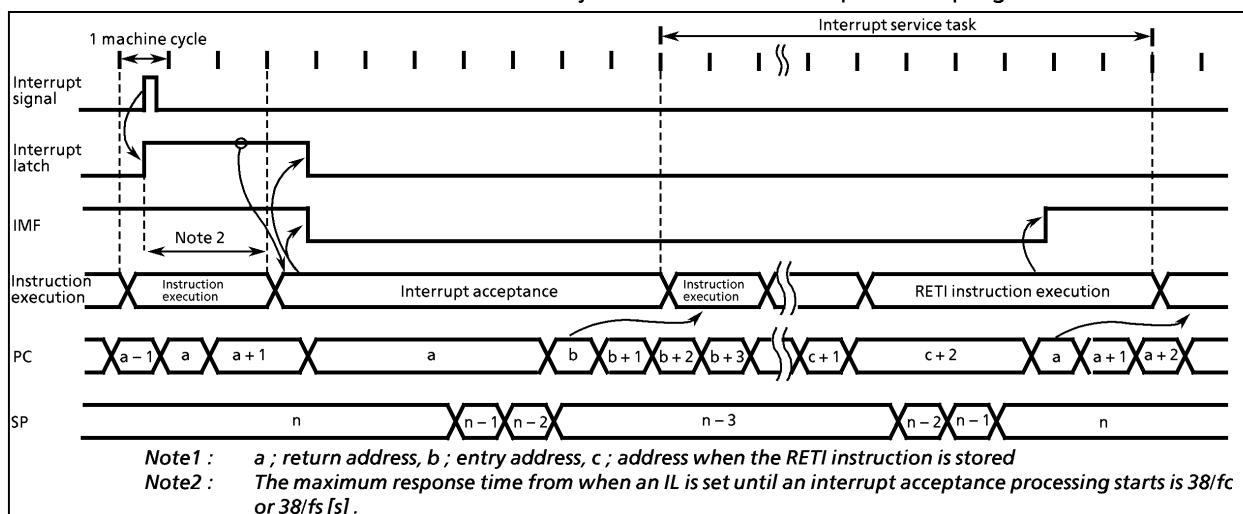 Interrupt service task
1 machine cycle
Interrupt
signal
Interrupt
latch
IMF
Note 2
Instruction
execution
Instruction
execution
Interrupt acceptance
Instruction
execution
RETI instruction execution
PC
a – 1 a a + 1 a b b + 1 b + 2 b + 3 c + 1 c + 2 a a + 1 a + 2
SP
n n – 1 n – 2 n – 3 n – 2 n – 1 n
Note1 : a ; return address, b ; entry address, c ; address when the RETI instruction is stored
Note2 : The maximum response time from when an IL is set until an interrupt acceptance processing starts is 38/fc
or 38/fs [s] .